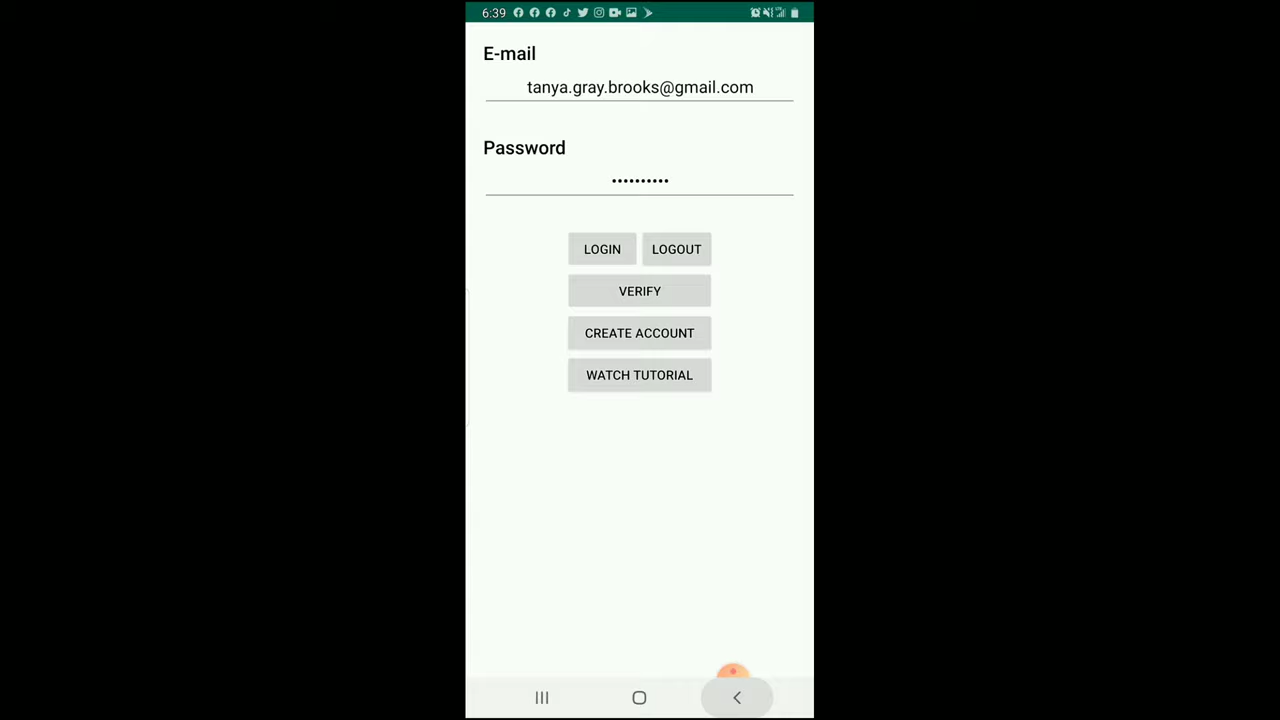 6:39
E-mail
tanya.gray.brooks@gmail.com
Password
••••••••••
LOGIN LOGOUT
VERIFY
CREATE ACCOUNT
WATCH TUTORIAL